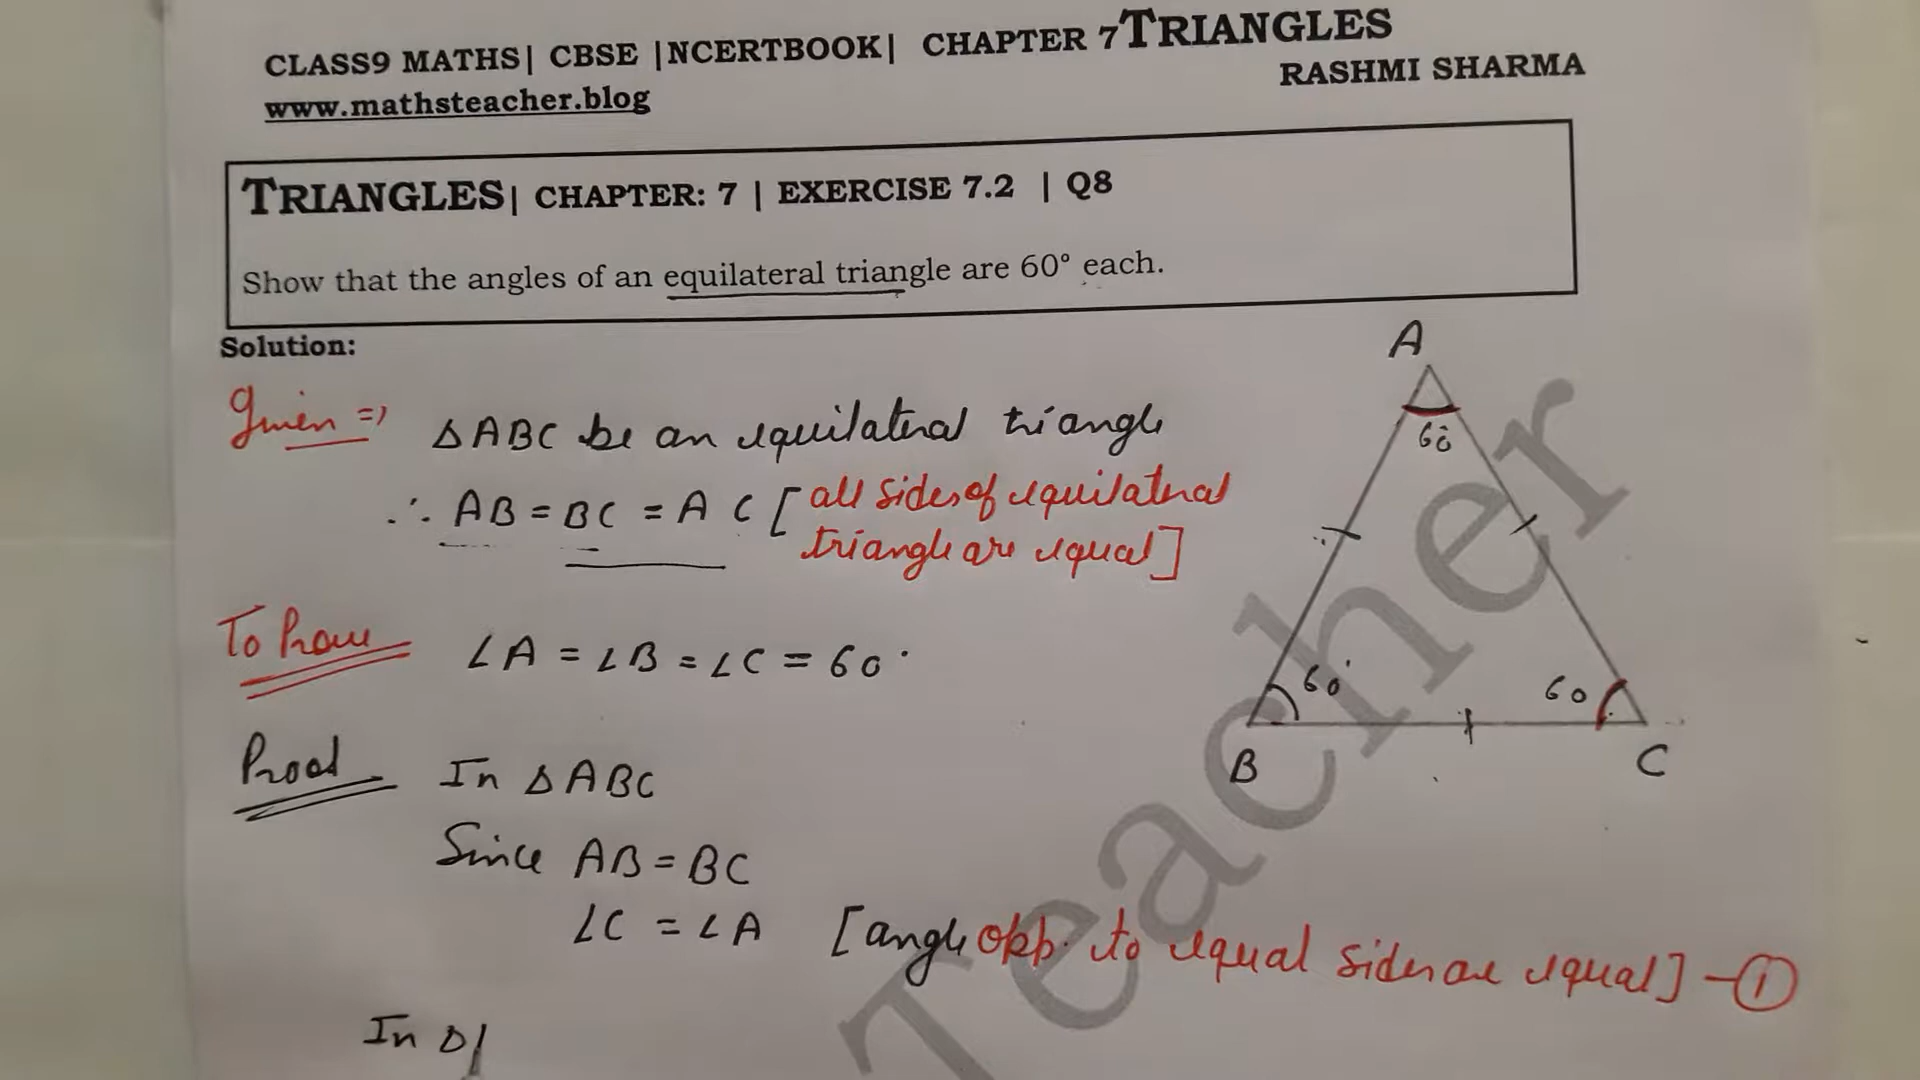 CLASS9 MATHS| CBSE |NCERTBOOK| CHAPTER 7TRIANGLES
RASHMI SHARMA
www.mathsteacher.blog
TRIANGLES| CHAPTER: 7 | EXERCISE 7.2 | Q8
Show that the angles of an equilateral triangle are 60° each.
Solution:
Given => ΔABC be an equilateral triangle
∴ AB = BC = AC [all sides of equilateral
triangle are equal]
To Prove ∠A = ∠B = ∠C = 60°
Proof In ΔABC
Since AB = BC
∠C = ∠A [angle opp. to equal sides are equal] - ①
In Δ
A
60°
60°
60
B
C
Teacher